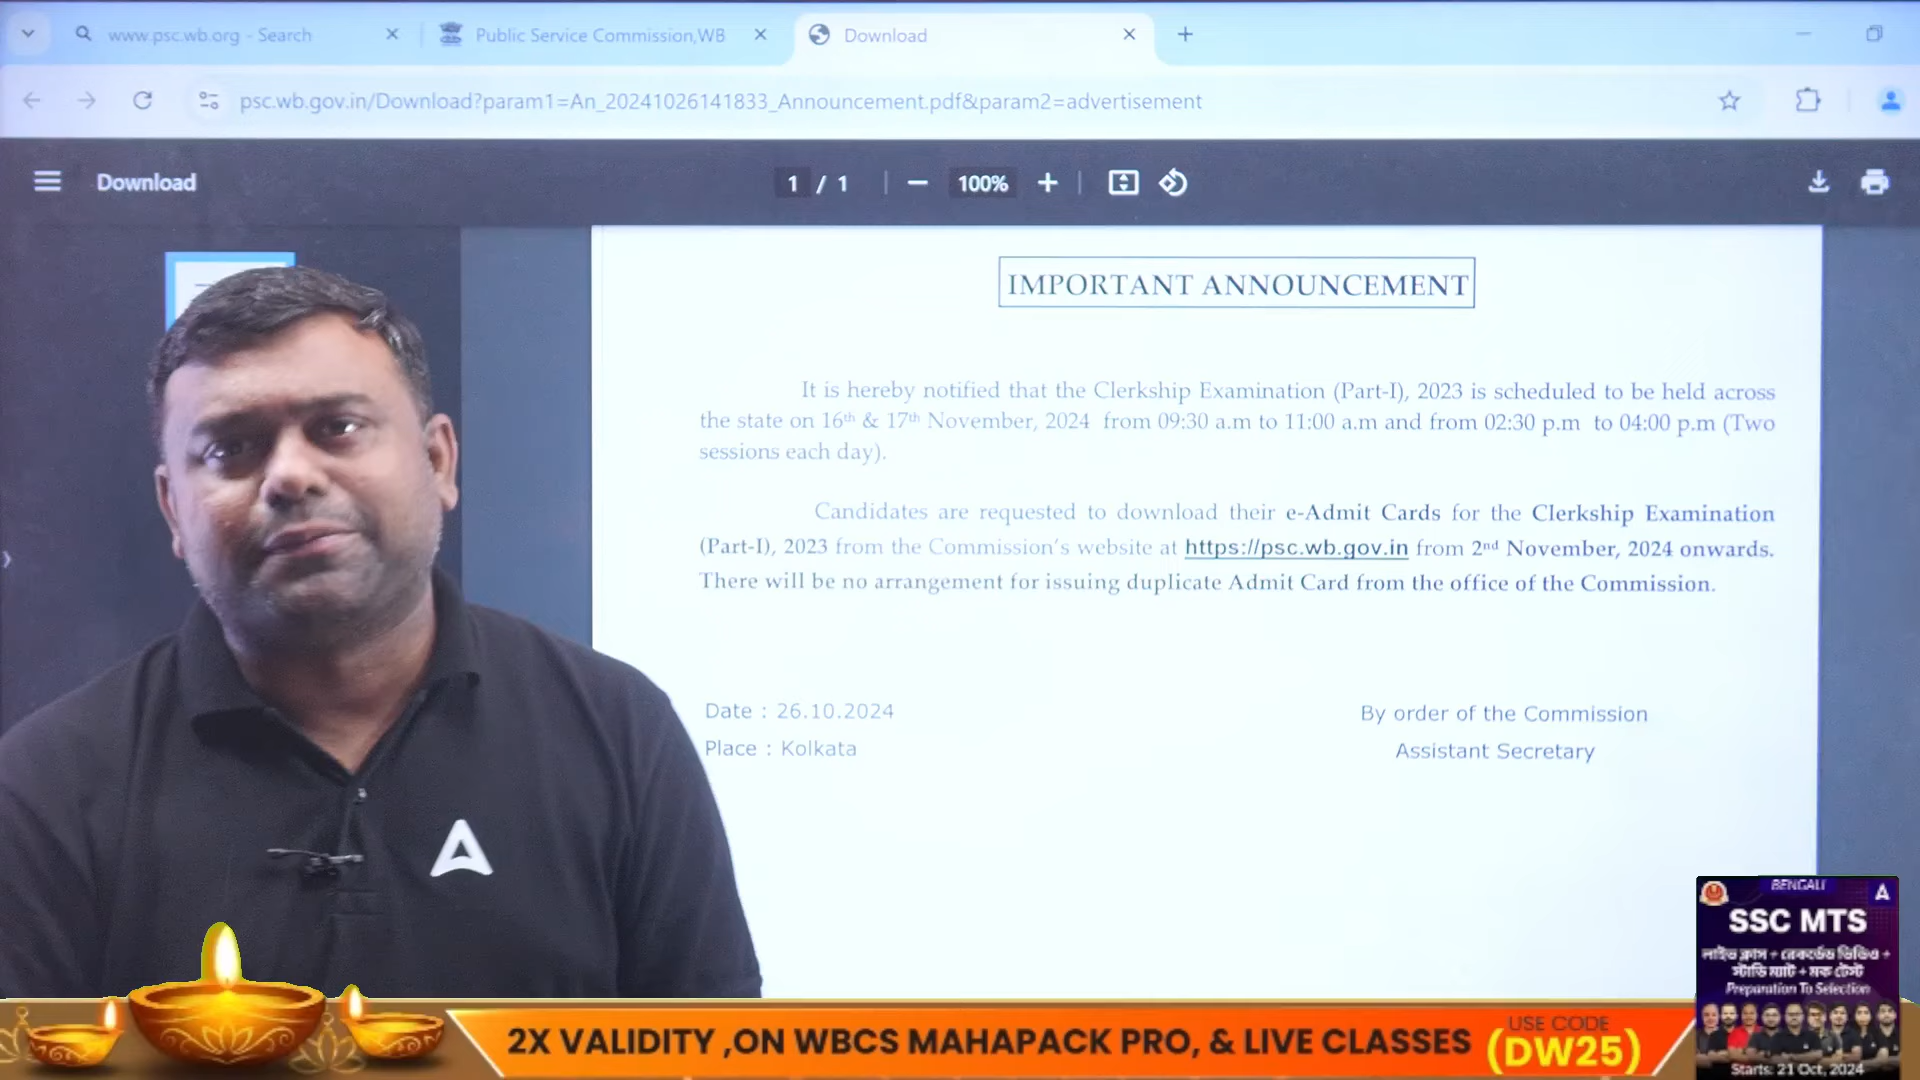 www.psc.wb.org - Search
Public Service Commission,WB
Download
psc.wb.gov.in/Download?param1=An_20241026141833_Announcement.pdf&param2=advertisement
Download
1 / 1
100%
IMPORTANT ANNOUNCEMENT
It is hereby notified that the Clerkship Examination (Part-I), 2023 is scheduled to be held across
the state on 16th & 17th November, 2024 from 09:30 a.m to 11:00 a.m and from 02:30 p.m to 04:00 p.m (Two
sessions each day).
Candidates are requested to download their e-Admit Cards for the Clerkship Examination
(Part-I), 2023 from the Commission's website at https://psc.wb.gov.in from 2nd November, 2024 onwards.
There will be no arrangement for issuing duplicate Admit Card from the office of the Commission.
Date : 26.10.2024
Place : Kolkata
By order of the Commission
Assistant Secretary
BENGALI
A
SSC MTS
লাইভ ক্লাস + রেকর্ডেড ভিডিও +
স্টাডি ম্যাট + মক টেস্ট
Preparation To Selection
Starts: 21 Oct, 2024
2X VALIDITY ,ON WBCS MAHAPACK PRO, & LIVE CLASSES
USE CODE
(DW25)